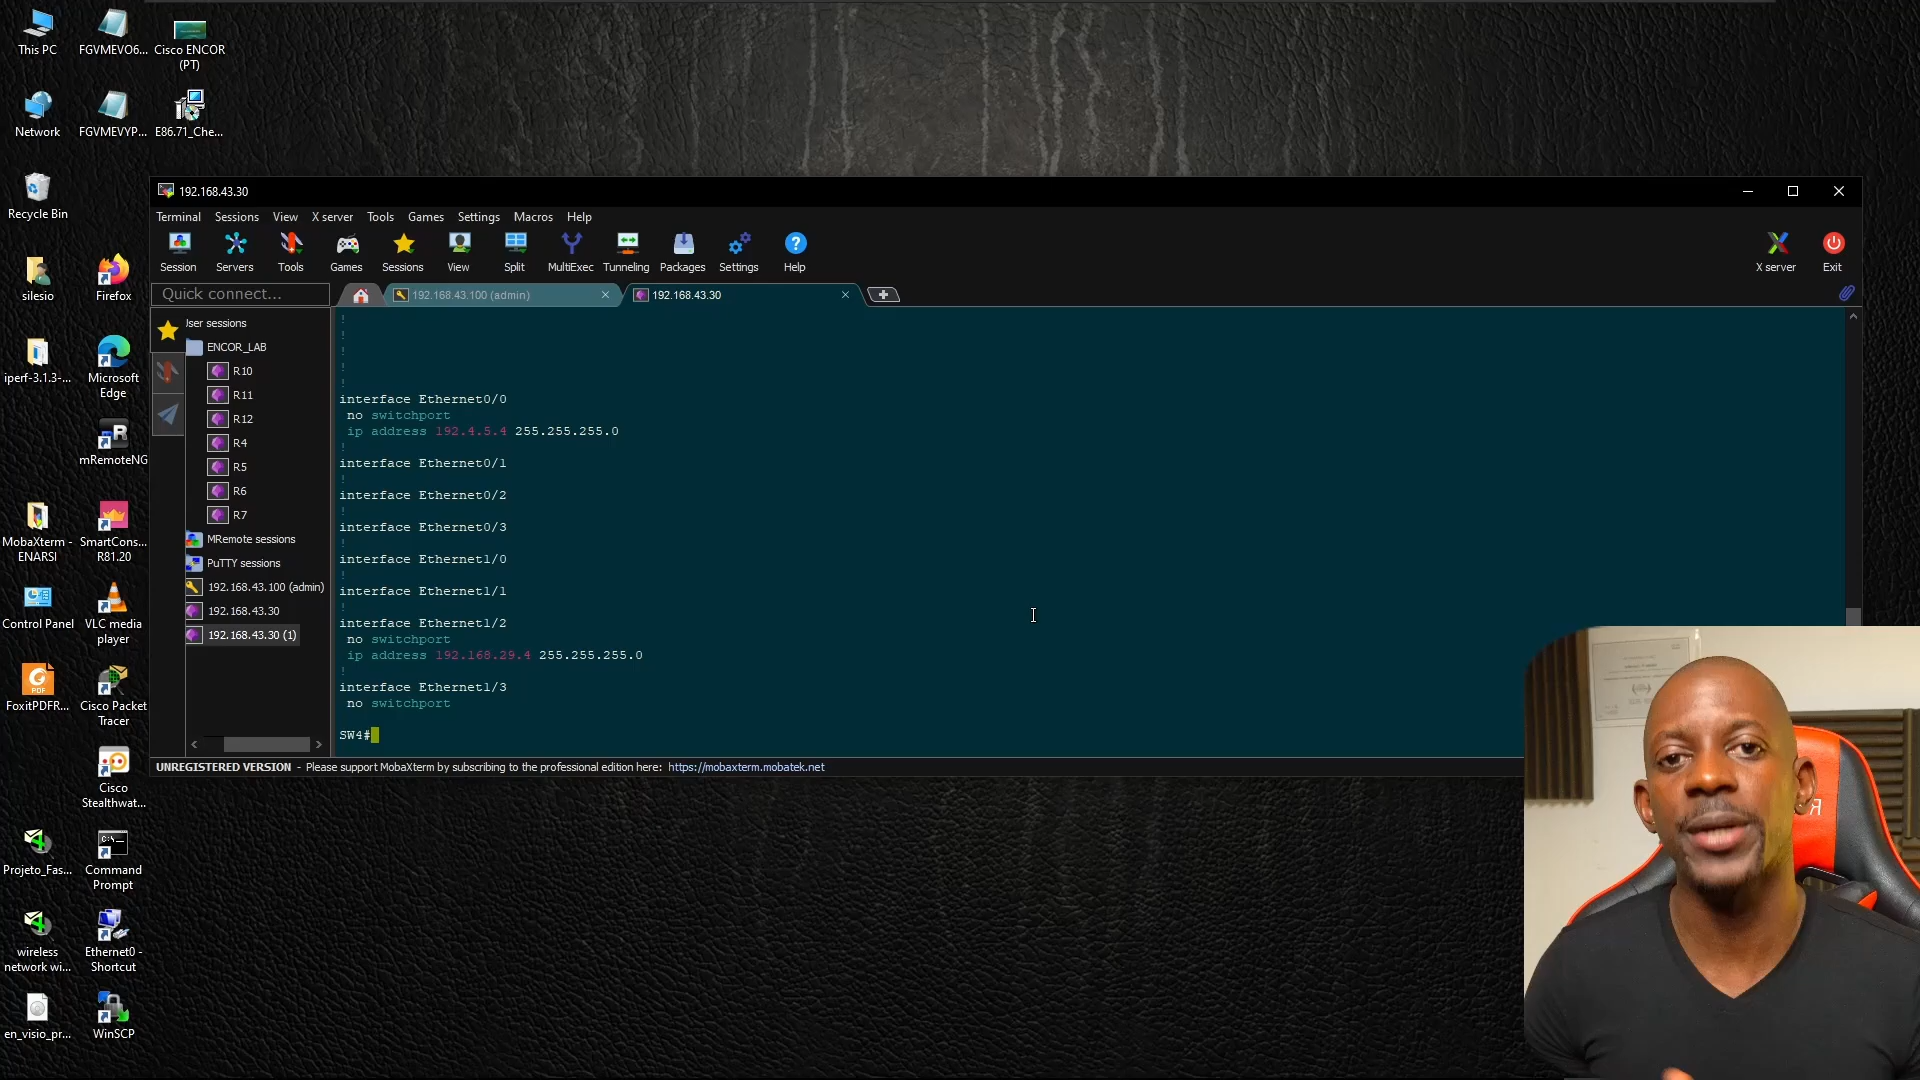 This PC
FGVMEVO6...
Cisco ENCOR
(PT)
Network
FGVMEVYP...
E86.71_Che...
Recycle Bin
silesio
Firefox
iperf-3.1.3-...
Microsoft
Edge
mRemoteNG
MobaXterm -
ENARSI
SmartCons...
R81.20
Control Panel
VLC media
player
FoxitPDFR...
Cisco Packet
Tracer
Cisco
Stealthwat...
Projeto_Fas...
Command
Prompt
wireless
network wi...
Ethernet0 -
Shortcut
en_visio_pr...
WinSCP
192.168.43.30
Terminal Sessions View X server Tools Games Settings Macros Help
Session Servers Tools Games Sessions View Split MultiExec Tunneling Packages Settings Help X server Exit
Quick connect...
192.168.43.100 (admin)
192.168.43.30
User sessions
ENCOR_LAB
R10
R11
R12
R4
R5
R6
R7
MRemote sessions
PuTTY sessions
192.168.43.100 (admin)
192.168.43.30
192.168.43.30 (1)
!
!
!
!
!
interface Ethernet0/0
no switchport
ip address 192.4.5.4 255.255.255.0
!
interface Ethernet0/1
!
interface Ethernet0/2
!
interface Ethernet0/3
!
interface Ethernet1/0
!
interface Ethernet1/1
!
interface Ethernet1/2
no switchport
ip address 192.168.29.4 255.255.255.0
!
interface Ethernet1/3
no switchport
SW4#
UNREGISTERED VERSION - Please support MobaXterm by subscribing to the professional edition here: https://mobaxterm.mobatek.net